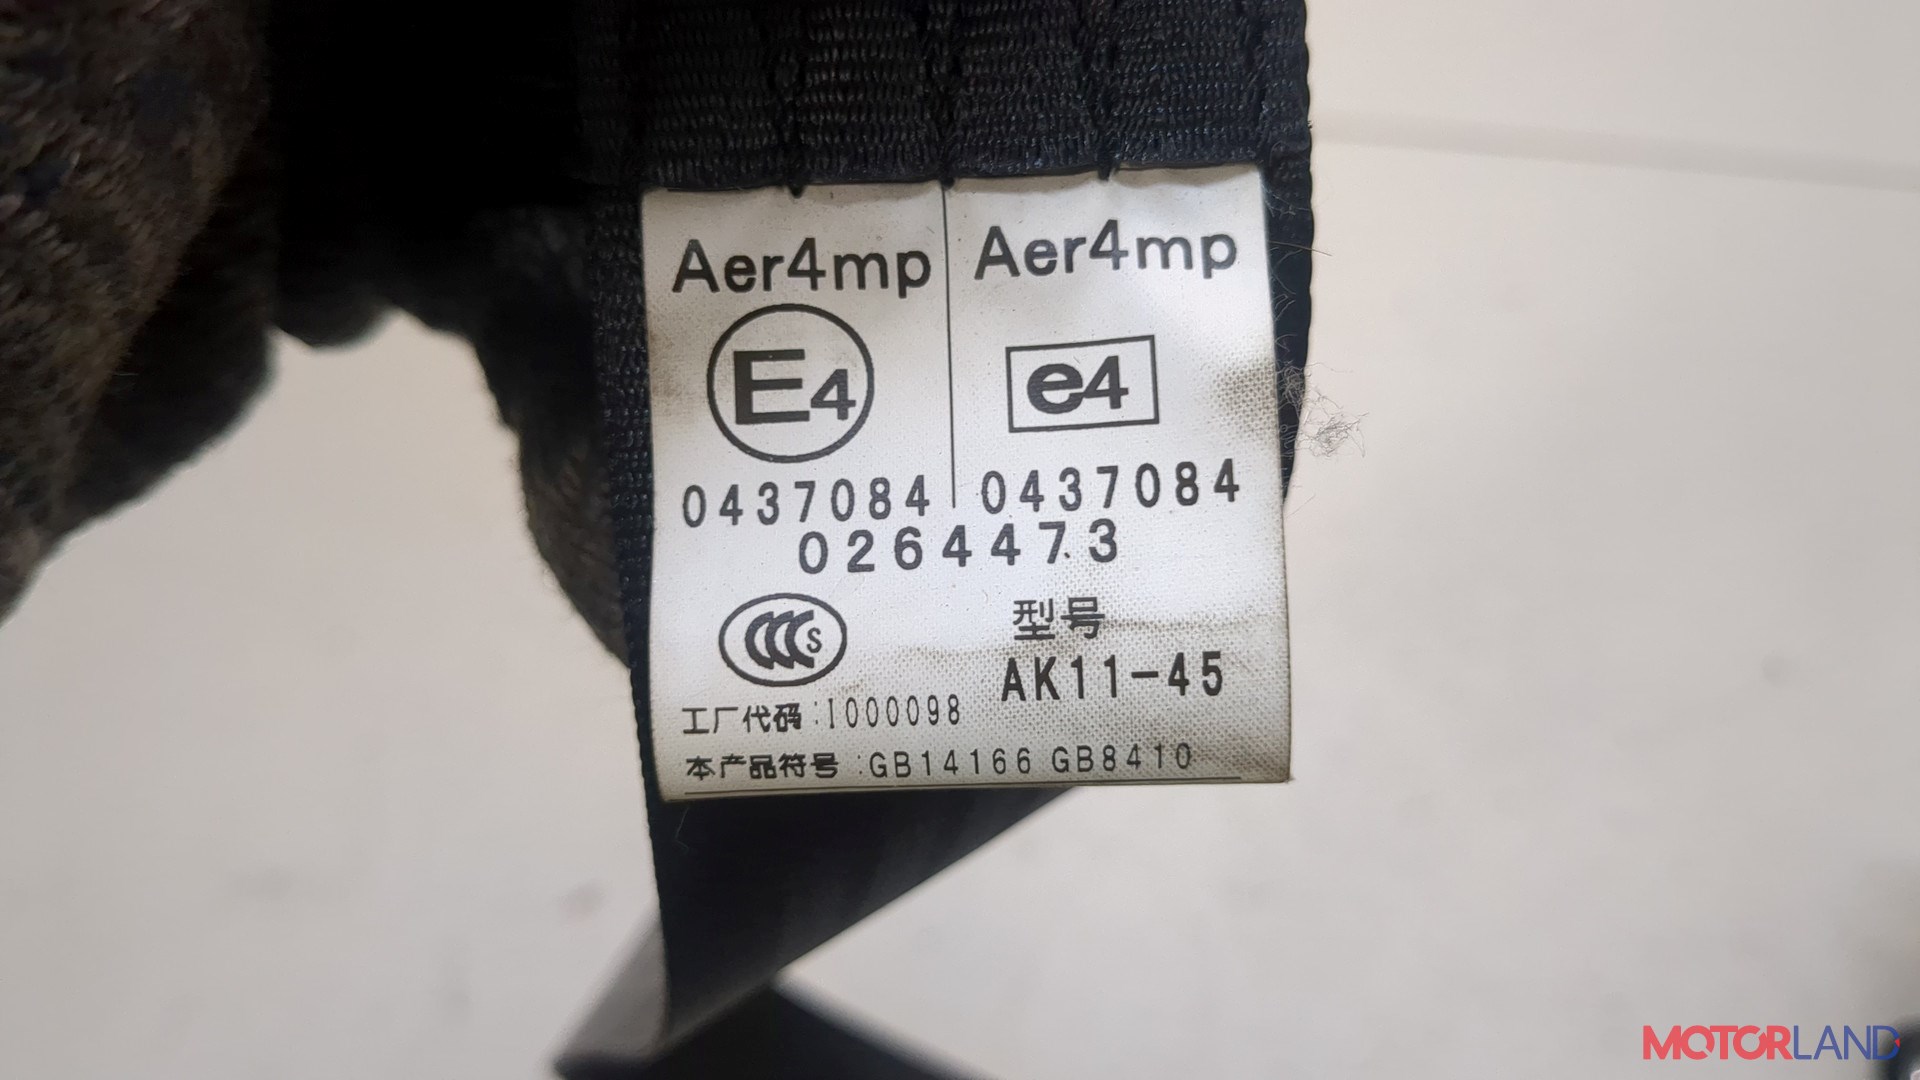 Aer4mp Aer4mp
E4 e4
0437084 0437084
0264473
CCC S
型号
AK11-45
工厂代码:1000098
本产品符号:GB14166 GB8410
MOTORLAND